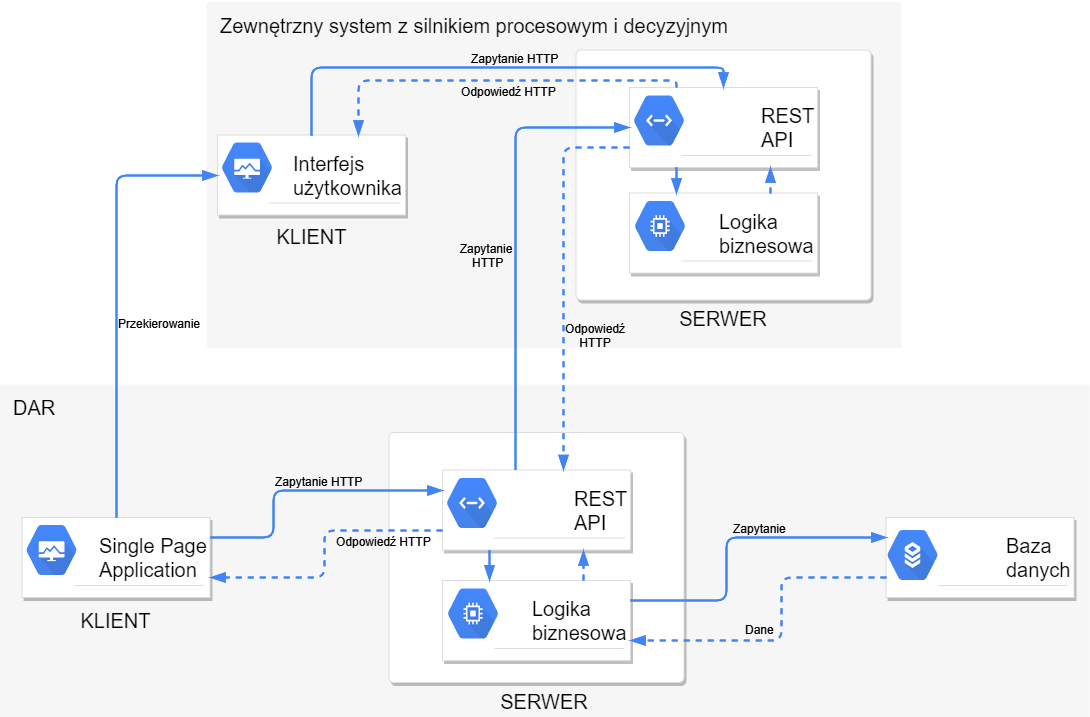 Zewnętrzny system z silnikiem procesowym i decyzyjnym
Zapytanie HTTP
Odpowiedź HTTP
REST
API
Interfejs
użytkownika
KLIENT
Logika
biznesowa
Zapytanie
HTTP
SERWER
Przekierowanie
Odpowiedź
HTTP
DAR
Zapytanie HTTP
REST
API
Odpowiedź HTTP
Single Page
Application
KLIENT
Zapytanie
Baza
danych
Logika
biznesowa
Dane
SERWER